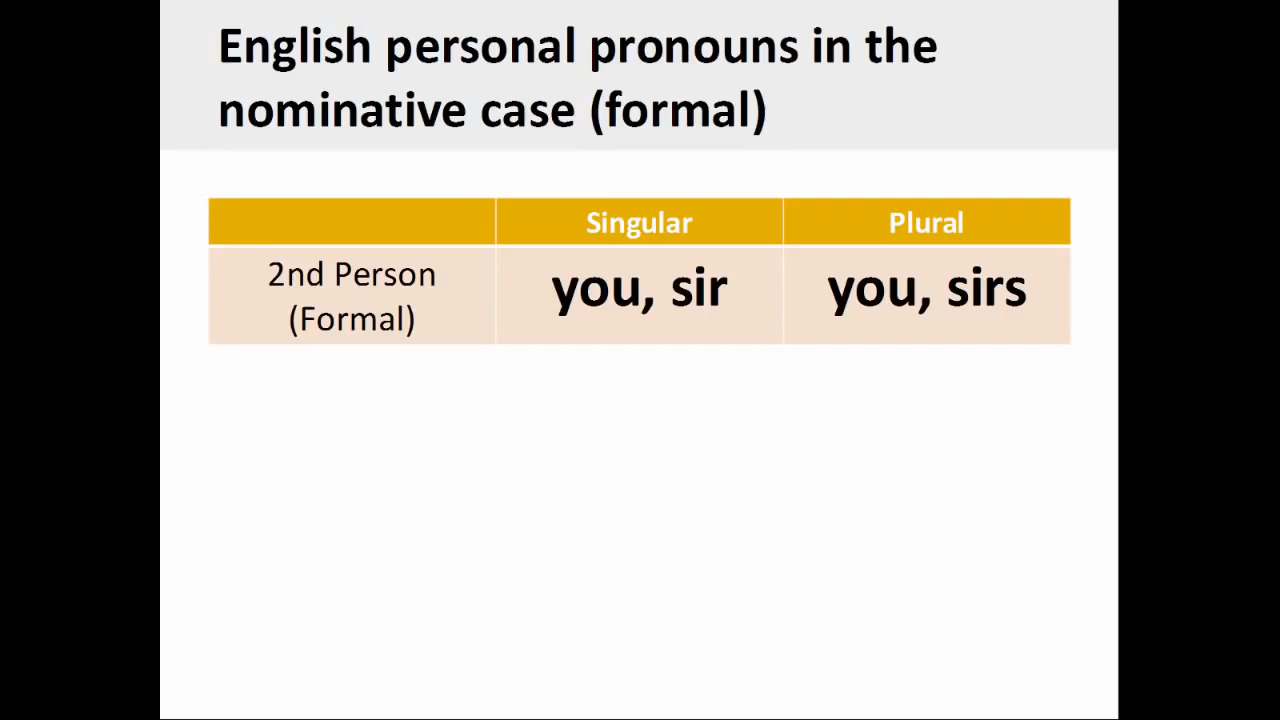 English personal pronouns in the
nominative case (formal)
Singular Plural
2nd Person
(Formal)
you, sir you, sirs